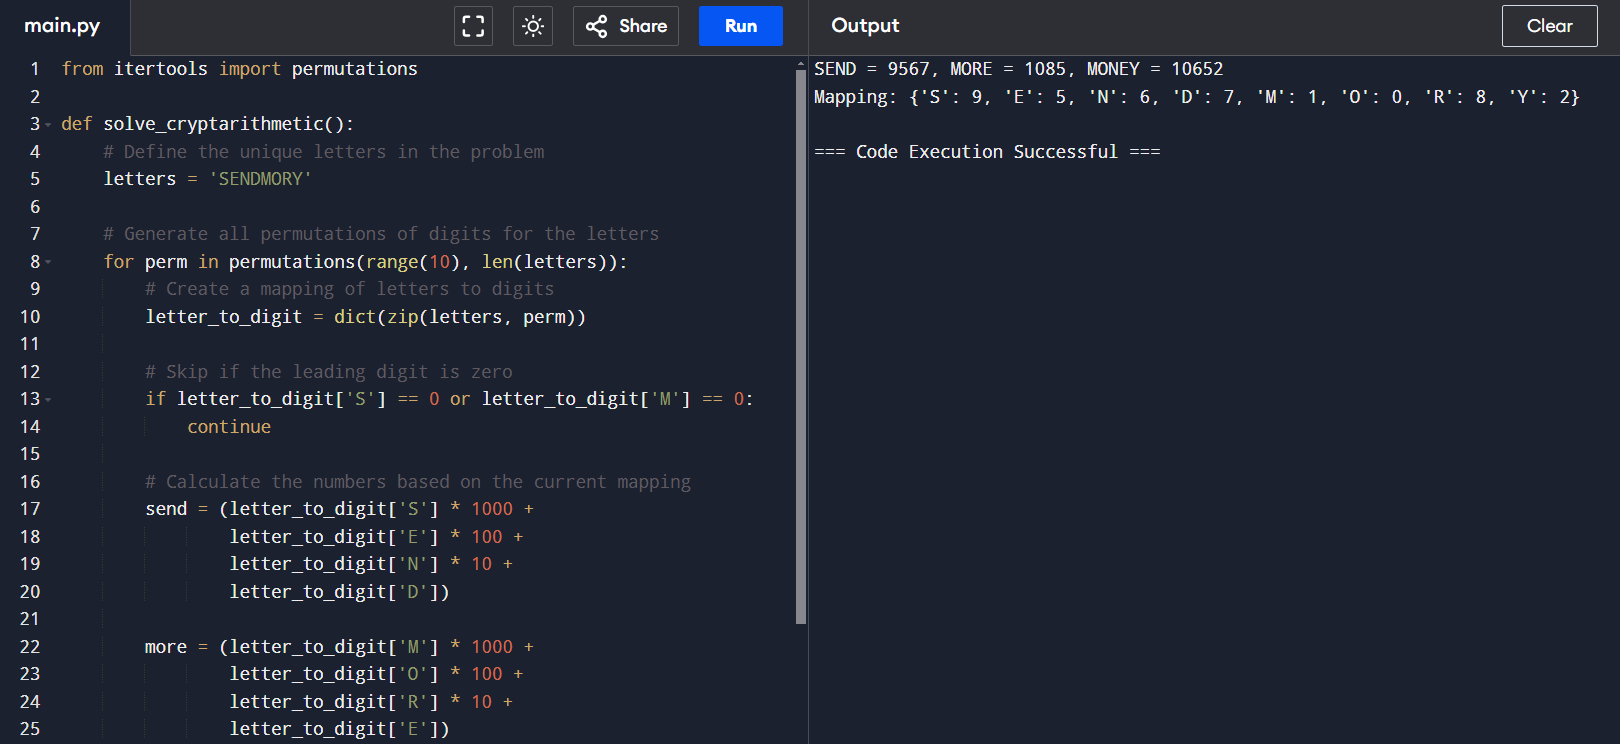 main.py
Share
Run
Output
Clear
1 from itertools import permutations
2
3 def solve_cryptarithmetic():
4 # Define the unique letters in the problem
5 letters = 'SENDMORY'
6
7 # Generate all permutations of digits for the letters
8 for perm in permutations(range(10), len(letters)):
9 # Create a mapping of letters to digits
10 letter_to_digit = dict(zip(letters, perm))
11
12 # Skip if the leading digit is zero
13 if letter_to_digit['S'] == 0 or letter_to_digit['M'] == 0:
14 continue
15
16 # Calculate the numbers based on the current mapping
17 send = (letter_to_digit['S'] * 1000 +
18 letter_to_digit['E'] * 100 +
19 letter_to_digit['N'] * 10 +
20 letter_to_digit['D'])
21
22 more = (letter_to_digit['M'] * 1000 +
23 letter_to_digit['O'] * 100 +
24 letter_to_digit['R'] * 10 +
25 letter_to_digit['E'])
SEND = 9567, MORE = 1085, MONEY = 10652
Mapping: {'S': 9, 'E': 5, 'N': 6, 'D': 7, 'M': 1, 'O': 0, 'R': 8, 'Y': 2}
=== Code Execution Successful ===